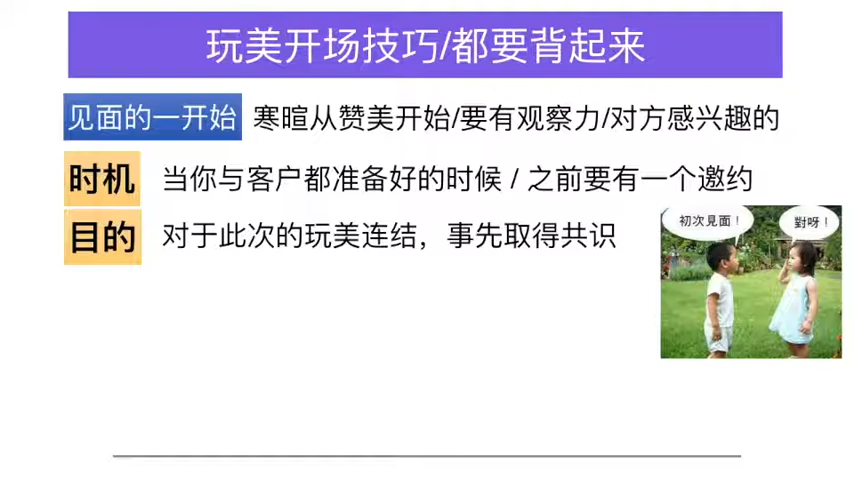 玩美开场技巧/都要背起来
见面的一开始 寒暄从赞美开始/要有观察力/对方感兴趣的
时机 当你与客户都准备好的时候 / 之前要有一个邀约
目的 对于此次的玩美连结，事先取得共识
初次見面！
對呀！